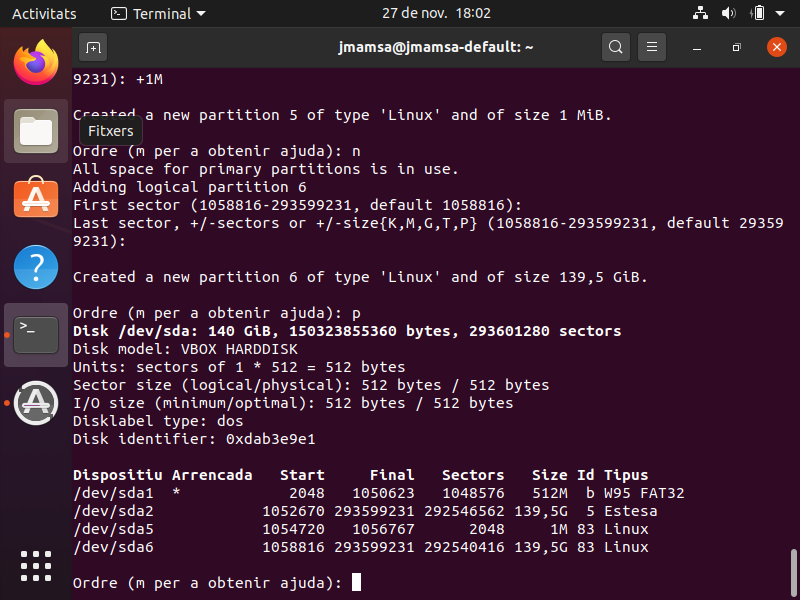 Activitats Terminal 27 de nov. 18:02
jmamsa@jmamsa-default: ~
9231): +1M
Created a new partition 5 of type 'Linux' and of size 1 MiB.
Fitxers
Ordre (m per a obtenir ajuda): n
All space for primary partitions is in use.
Adding logical partition 6
First sector (1058816-293599231, default 1058816):
Last sector, +/-sectors or +/-size{K,M,G,T,P} (1058816-293599231, default 29359
9231):
Created a new partition 6 of type 'Linux' and of size 139,5 GiB.
Ordre (m per a obtenir ajuda): p
Disk /dev/sda: 140 GiB, 150323855360 bytes, 293601280 sectors
Disk model: VBOX HARDDISK
Units: sectors of 1 * 512 = 512 bytes
Sector size (logical/physical): 512 bytes / 512 bytes
I/O size (minimum/optimal): 512 bytes / 512 bytes
Disklabel type: dos
Disk identifier: 0xdab3e9e1
Dispositiu Arrencada Start Final Sectors Size Id Tipus
/dev/sda1 * 2048 1050623 1048576 512M b W95 FAT32
/dev/sda2 1052670 293599231 292546562 139,5G 5 Estesa
/dev/sda5 1054720 1056767 2048 1M 83 Linux
/dev/sda6 1058816 293599231 292540416 139,5G 83 Linux
Ordre (m per a obtenir ajuda):